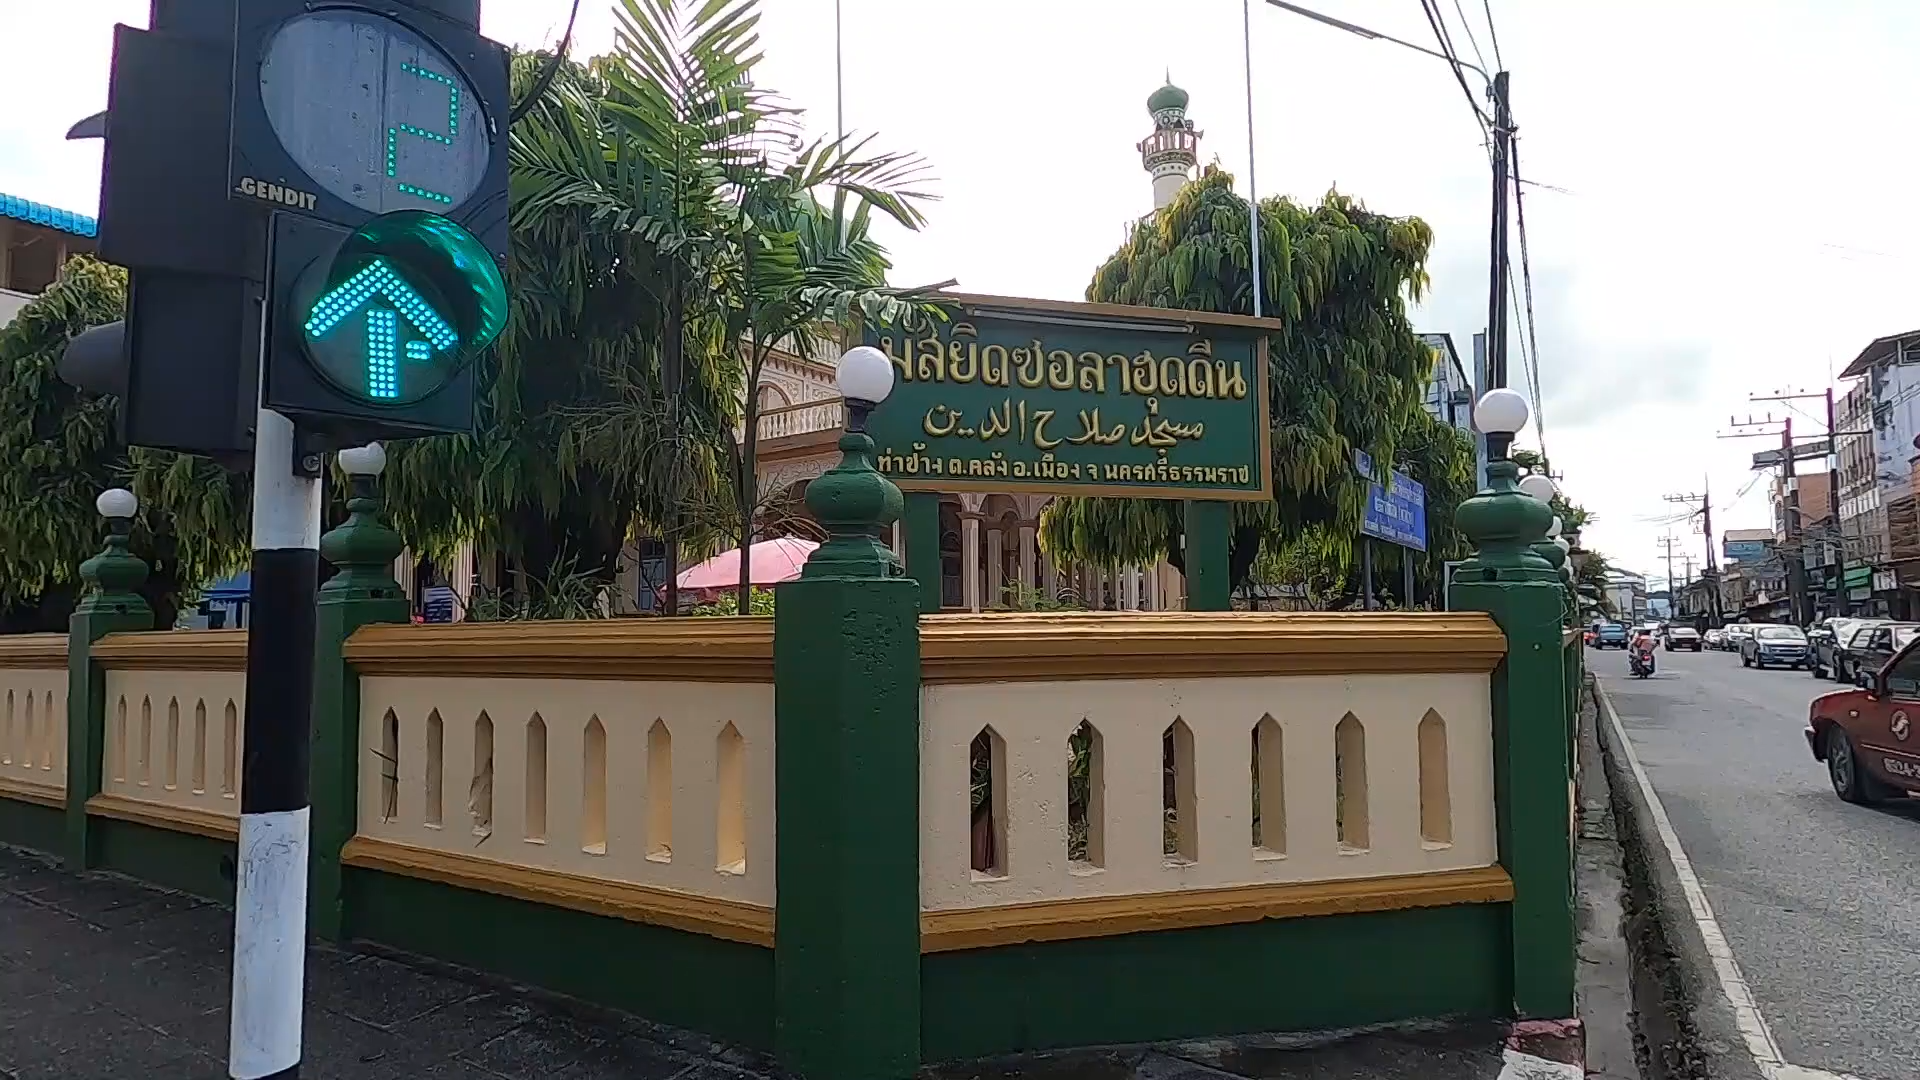 2
GENDIT
มัสยิดซอลาฮุดดีน
مسجد صلاح الدين
ท่าช้าง ต.คลัง อ.เมือง จ นครศรีธรรมราช